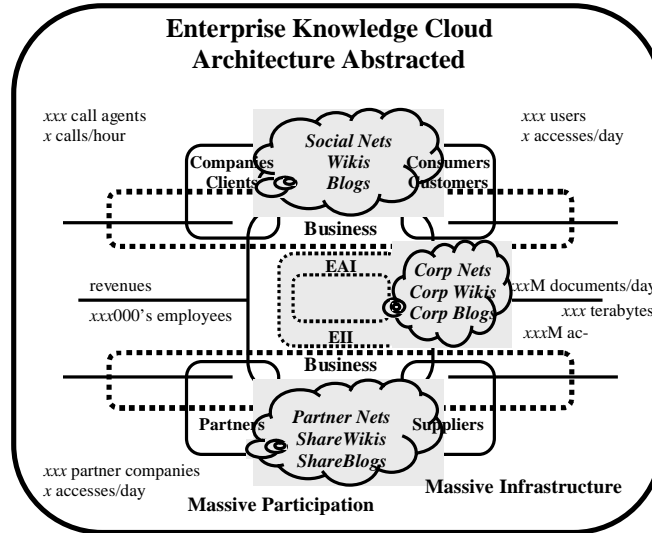 Enterprise Knowledge Cloud
Architecture Abstracted
xxx call agents
x calls/hour
xxx users
x accesses/day
Social Nets
Wikis
Blogs
Companies
Clients
Consumers
Customers
Business
EAI
EII
Corp Nets
Corp Wikis
Corp Blogs
revenues
xxx000's employees
xxxM documents/day
xxx terabytes
xxxM ac-
Business
Partners
Partner Nets
ShareWikis
ShareBlogs
Suppliers
xxx partner companies
x accesses/day
Massive Participation
Massive Infrastructure